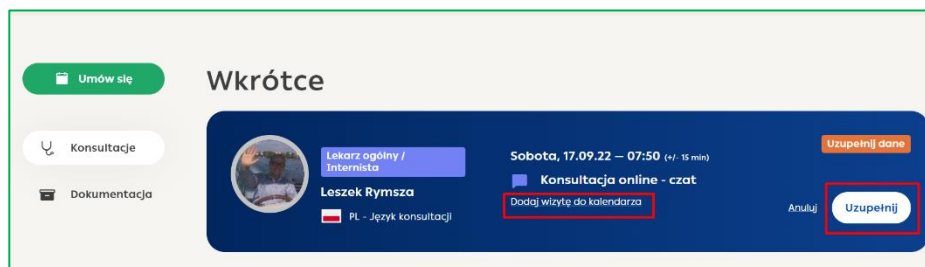 Umów się
Konsultacje
Dokumentacja
Wkrótce
Lekarz ogólny /
Internista
Leszek Rymsza
PL - Język konsultacji
Sobota, 17.09.22 – 07:50 (+/- 15 min)
Konsultacja online - czat
Dodaj wizytę do kalendarza
Uzupełnij dane
Anuluj
Uzupełnij